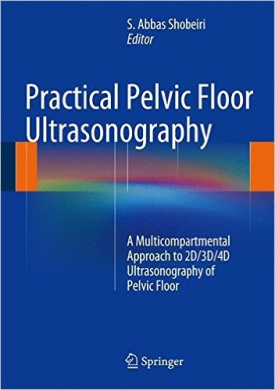 S. Abbas Shobeiri
Editor
Practical Pelvic Floor
Ultrasonography
A Multicompartmental
Approach to 2D/3D/4D
Ultrasonography of
Pelvic Floor
Springer